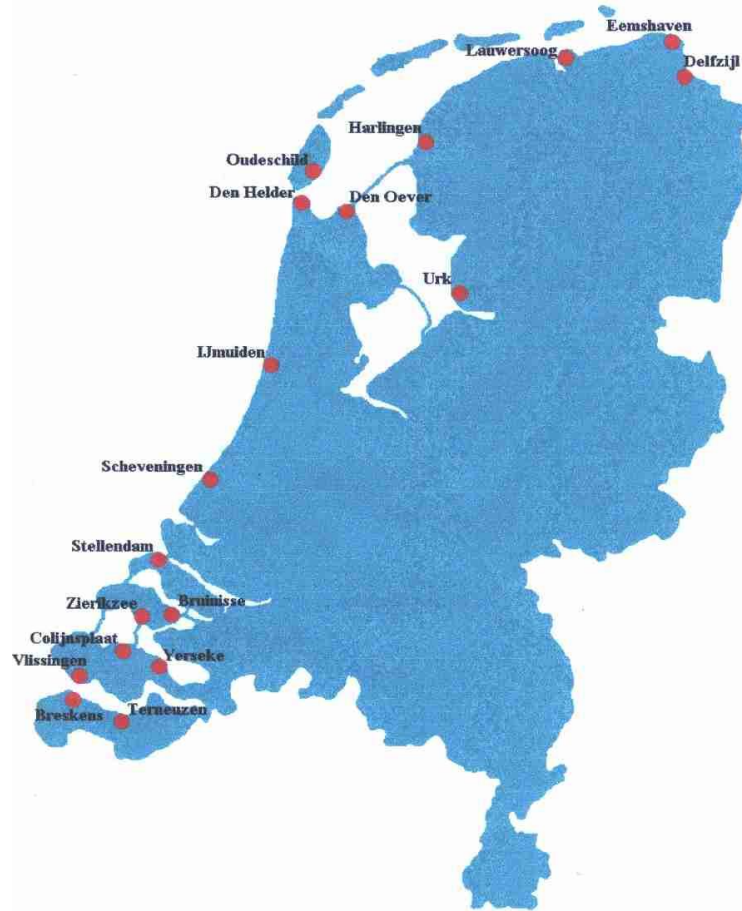 Eemshaven
Lauwersoog
Delfzijl
Harlingen
Oudeschild
Den Helder
Den Oever
Urk
IJmuiden
Scheveningen
Stellendam
Zierikzee
Bruinisse
Colijnsplaat
Vlissingen
Yerseke
Breskens
Terneuzen